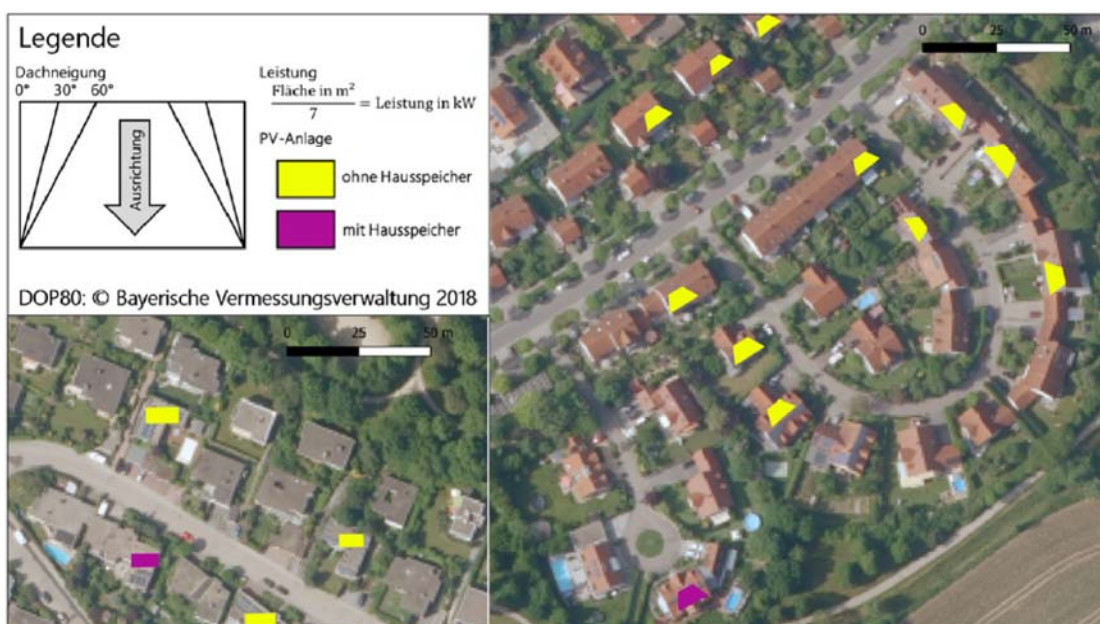 Legende
Dachneigung
0° 30° 60°
Ausrichtung
Leistung
Fläche in m²
/ 7 = Leistung in kW
PV-Anlage
ohne Hausspeicher
mit Hausspeicher
DOP80: © Bayerische Vermessungsverwaltung 2018
0 25 50 m
0 25 50 m